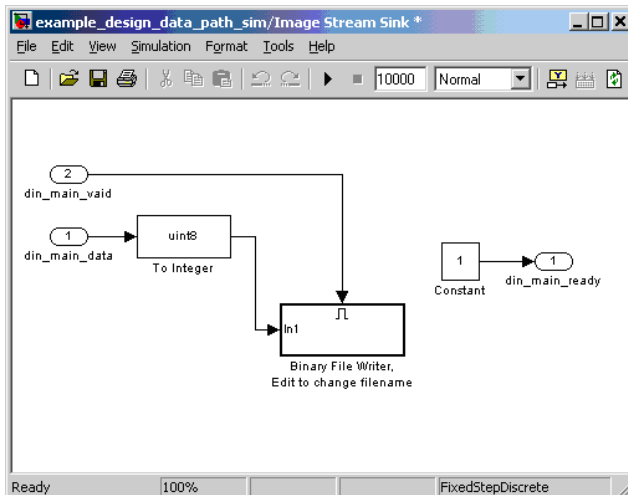 example_design_data_path_sim/Image Stream Sink *
File Edit View Simulation Format Tools Help
10000 Normal
2
din_main_vaid
1
din_main_data
uint8
To Integer
1
Constant
1
din_main_ready
In1
Binary File Writer,
Edit to change filename
Ready 100% FixedStepDiscrete